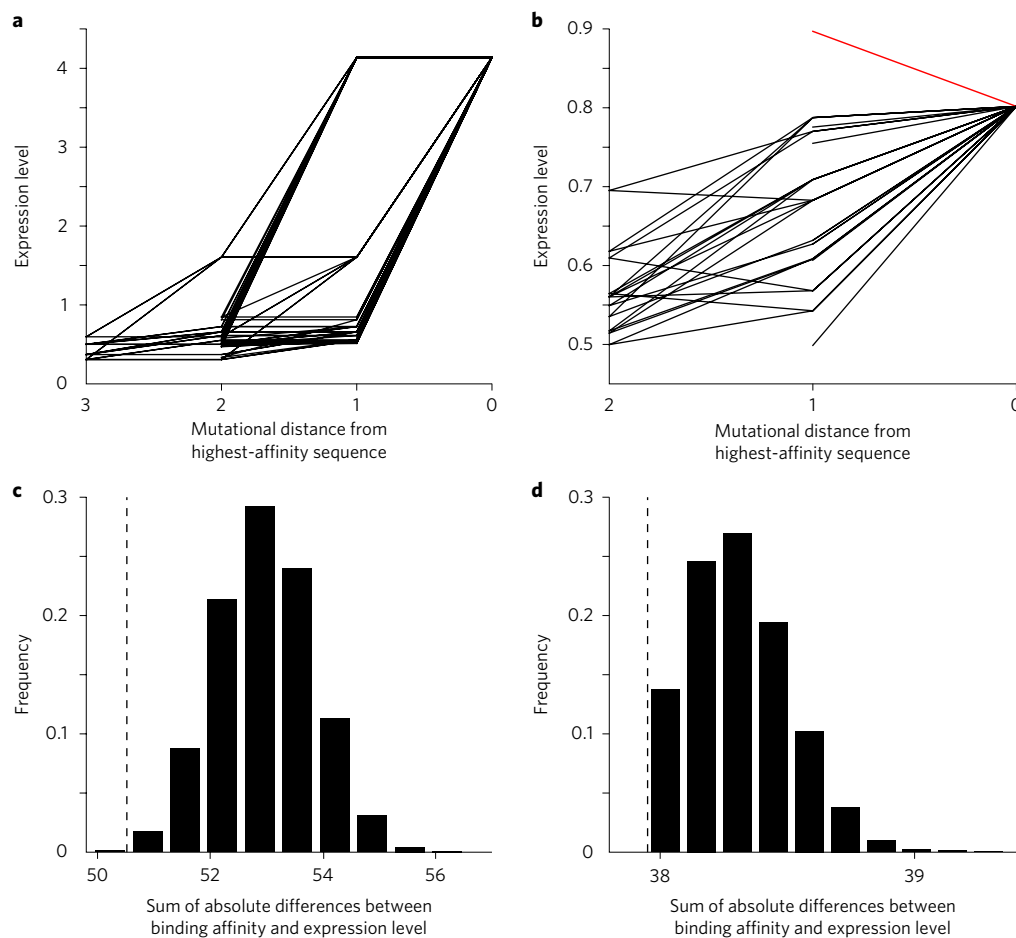 a
4
3
2
1
0
Expression level
3
2
1
0
Mutational distance from
highest-affinity sequence
b
0.9
0.8
0.7
0.6
0.5
Expression level
2
1
0
Mutational distance from
highest-affinity sequence
c
0.3
0.2
0.1
0
Frequency
50
52
54
56
Sum of absolute differences between
binding affinity and expression level
d
0.3
0.2
0.1
0
Frequency
38
39
Sum of absolute differences between
binding affinity and expression level